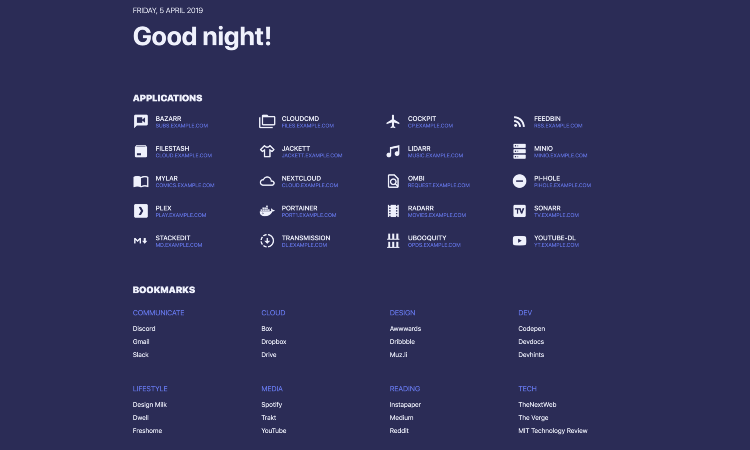 FRIDAY, 5 APRIL 2019
Good night!
APPLICATIONS
BAZARR CLOUDCMD COCKPIT FEEDBIN
SUBS.EXAMPLE.COM FILES.EXAMPLE.COM CP.EXAMPLE.COM RSS.EXAMPLE.COM
FILESTASH JACKETT LIDARR MINIO
CLOUD.EXAMPLE.COM JACKETT.EXAMPLE.COM MUSIC.EXAMPLE.COM MINIO.EXAMPLE.COM
MYLAR NEXTCLOUD OMBI PI-HOLE
COMICS.EXAMPLE.COM CLOUD.EXAMPLE.COM REQUEST.EXAMPLE.COM PIHOLE.EXAMPLE.COM
PLEX PORTAINER RADARR TV SONARR
PLAY.EXAMPLE.COM PORT1.EXAMPLE.COM MOVIES.EXAMPLE.COM TV.EXAMPLE.COM
M STACKEDIT TRANSMISSION UBOOQUITY YOUTUBE-DL
MD.EXAMPLE.COM DL.EXAMPLE.COM OPDS.EXAMPLE.COM YT.EXAMPLE.COM
BOOKMARKS
COMMUNICATE CLOUD DESIGN DEV
Discord Box Awwwards Codepen
Gmail Dropbox Dribbble Devdocs
Slack Drive Muz.li Devhints
LIFESTYLE MEDIA READING TECH
Design Milk Spotify Instapaper TheNextWeb
Dwell Trakt Medium The Verge
Freshome YouTube Reddit MIT Technology Review